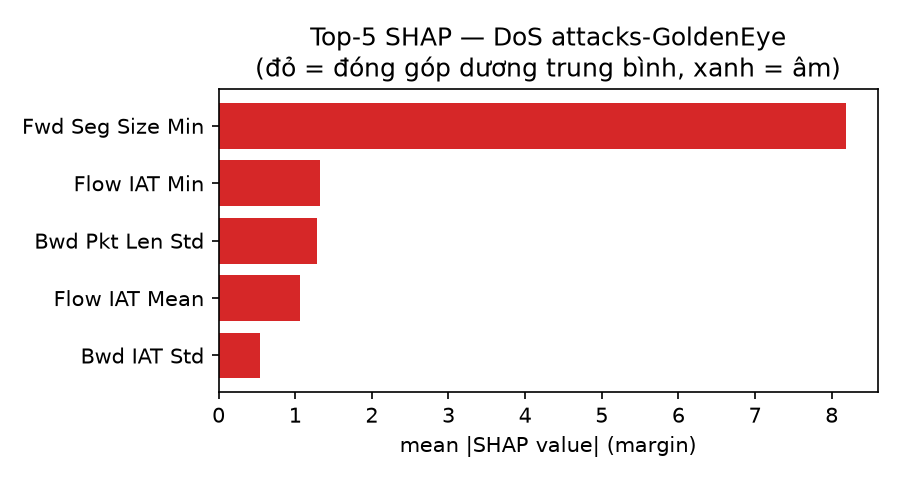 Top-5 SHAP — DoS attacks-GoldenEye
(đỏ = đóng góp dương trung bình, xanh = âm)
Fwd Seg Size Min
Flow IAT Min
Bwd Pkt Len Std
Flow IAT Mean
Bwd IAT Std
0 1 2 3 4 5 6 7 8
mean |SHAP value| (margin)